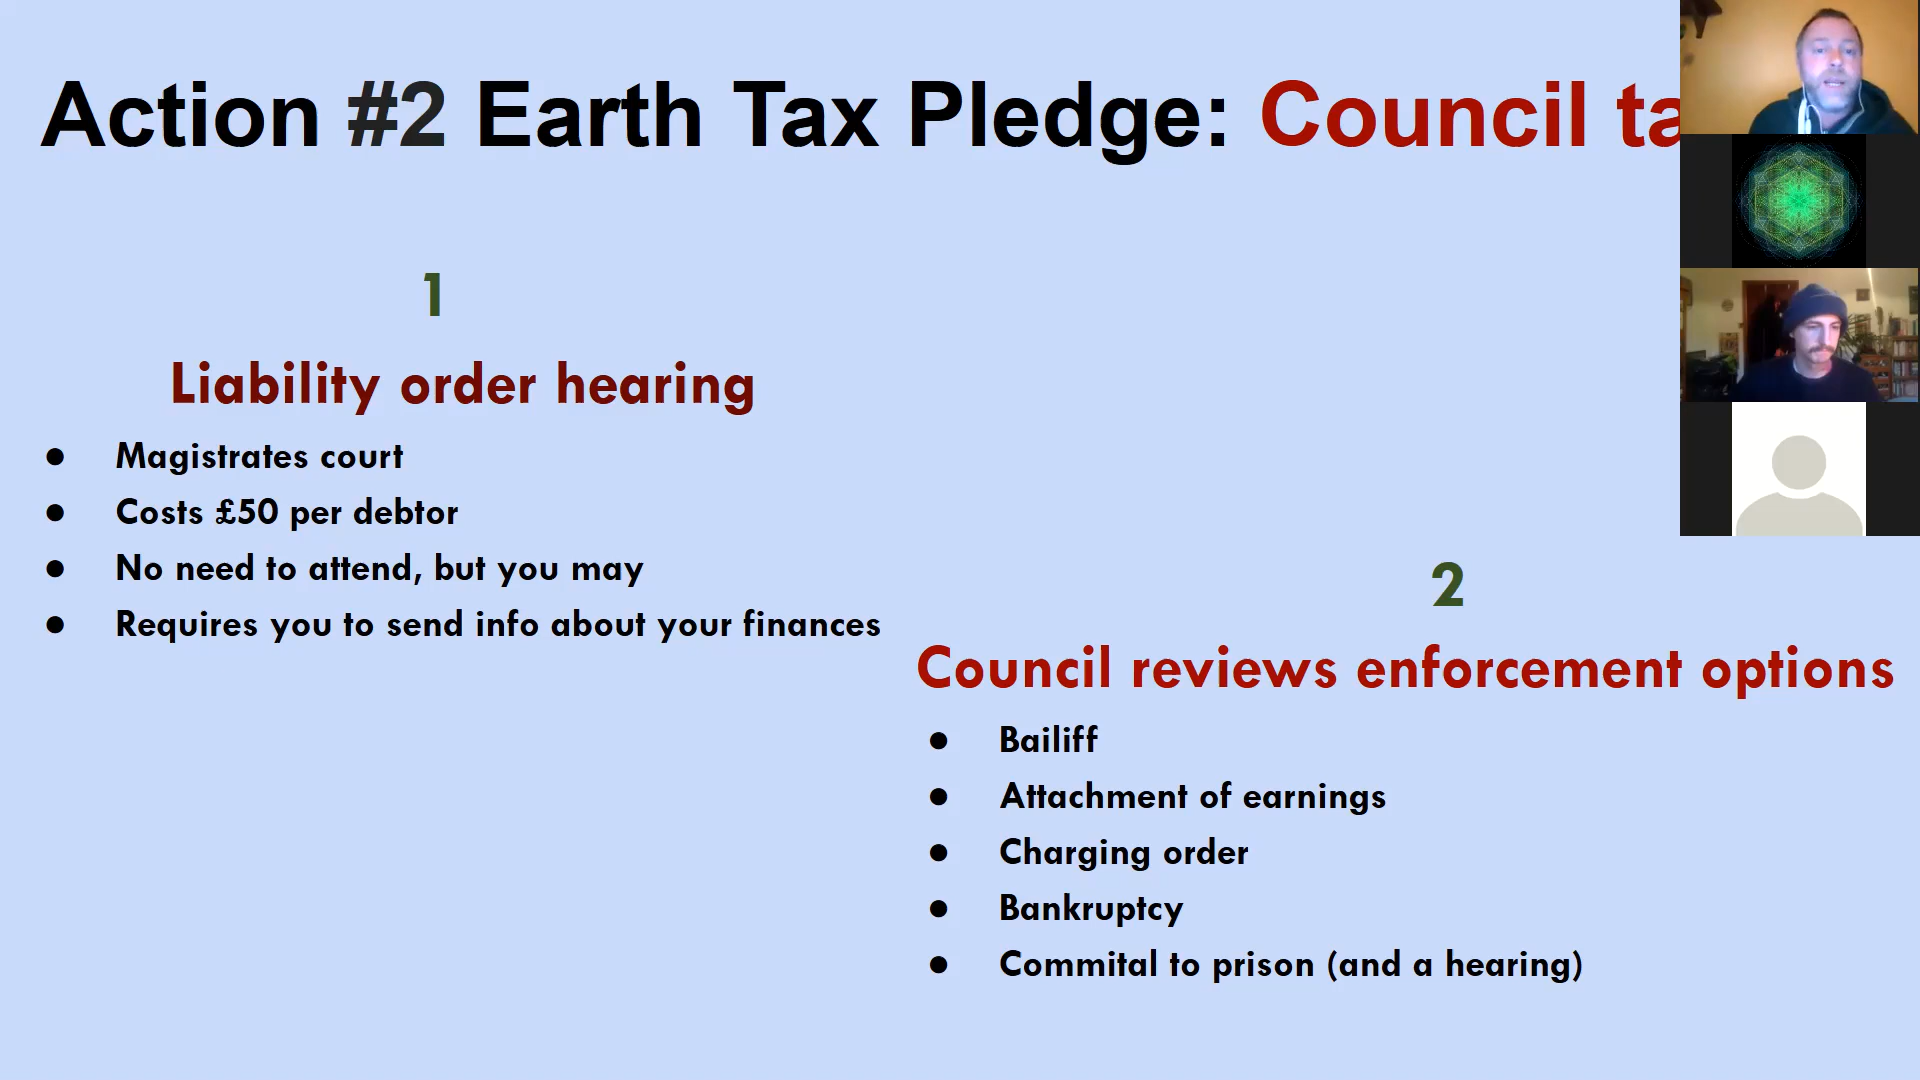 Action #2 Earth Tax Pledge: Council
1
Liability order hearing
● Magistrates court
● Costs £50 per debtor
● No need to attend, but you may
● Requires you to send info about your finances
2
Council reviews enforcement options
● Bailiff
● Attachment of earnings
● Charging order
● Bankruptcy
● Commital to prison (and a hearing)